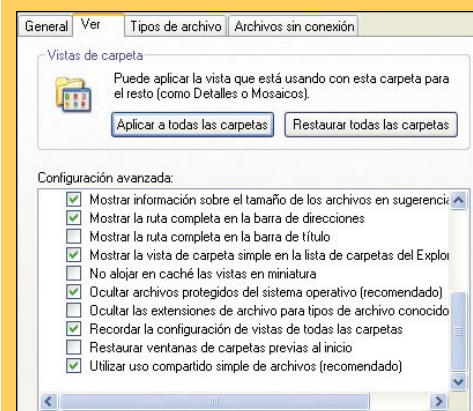 General Ver Tipos de archivo Archivos sin conexión
Vistas de carpeta
Puede aplicar la vista que está usando con esta carpeta para
el resto (como Detalles o Mosaicos).
Aplicar a todas las carpetas Restaurar todas las carpetas
Configuración avanzada:
Mostrar información sobre el tamaño de los archivos en sugerencia
Mostrar la ruta completa en la barra de direcciones
Mostrar la ruta completa en la barra de título
Mostrar la vista de carpeta simple en la lista de carpetas del Explor
No alojar en caché las vistas en miniatura
Ocultar archivos protegidos del sistema operativo (recomendado)
Ocultar las extensiones de archivo para tipos de archivo conocido
Recordar la configuración de vistas de todas las carpetas
Restaurar ventanas de carpetas previas al inicio
Utilizar uso compartido simple de archivos (recomendado)